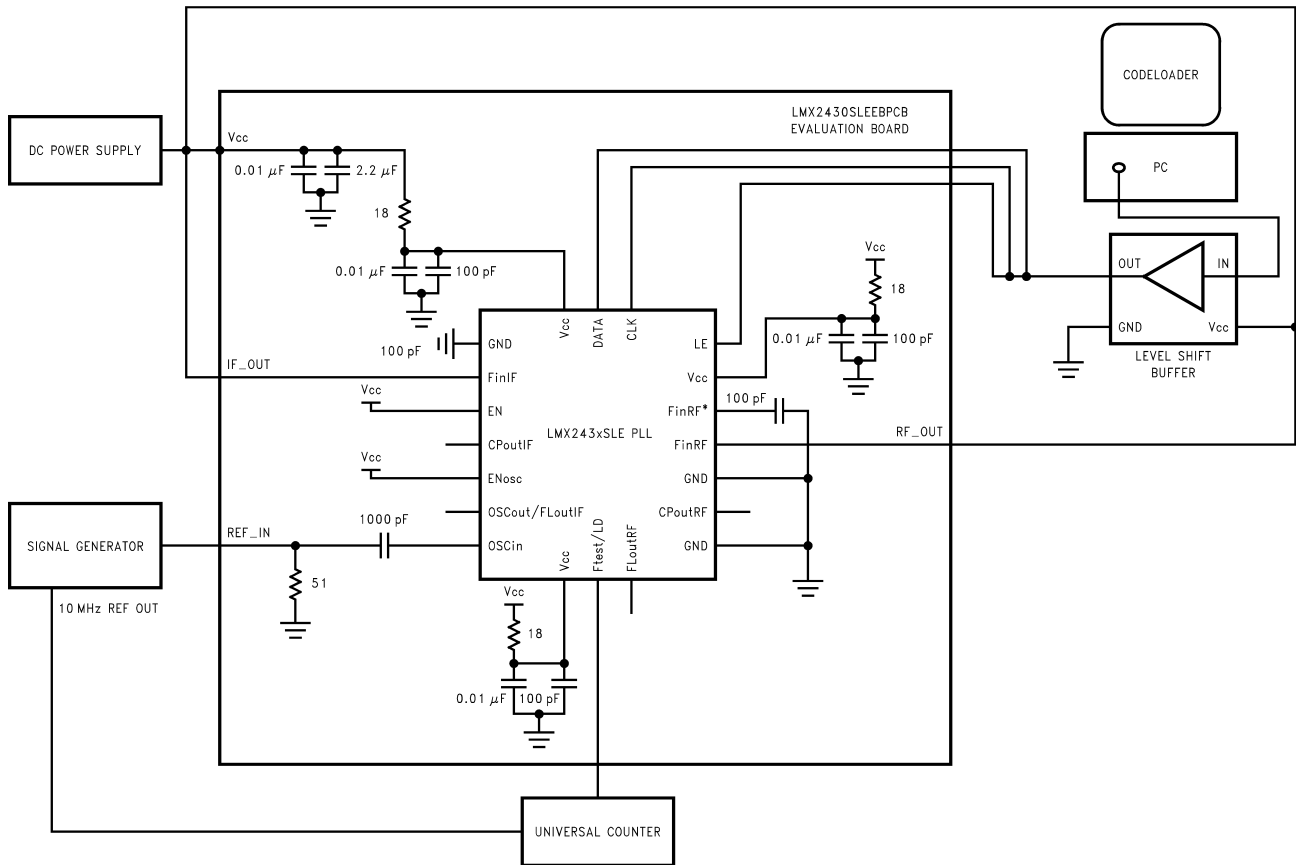 CODELOADER
LMX2430SLEEBPCB
EVALUATION BOARD
Vcc
DC POWER SUPPLY
0.01 μF
2.2 μF
PC
18
Vcc
OUT
IN
0.01 μF
100 pF
18
Vcc
DATA
CLK
GND
Vcc
100 pF
GND
LE
0.01 μF
100 pF
LEVEL SHIFT
BUFFER
IF_OUT
FinIF
Vcc
Vcc
EN
100 pF
FinRF*
LMX243xSLE PLL
RF_OUT
CPoutIF
FinRF
Vcc
ENosc
GND
OSCout/FLoutIF
CPoutRF
1000 pF
SIGNAL GENERATOR
REF_IN
OSCin
Vcc
Ftest/LD
FLoutRF
GND
51
Vcc
10 MHz REF OUT
18
0.01 μF
100 pF
UNIVERSAL COUNTER